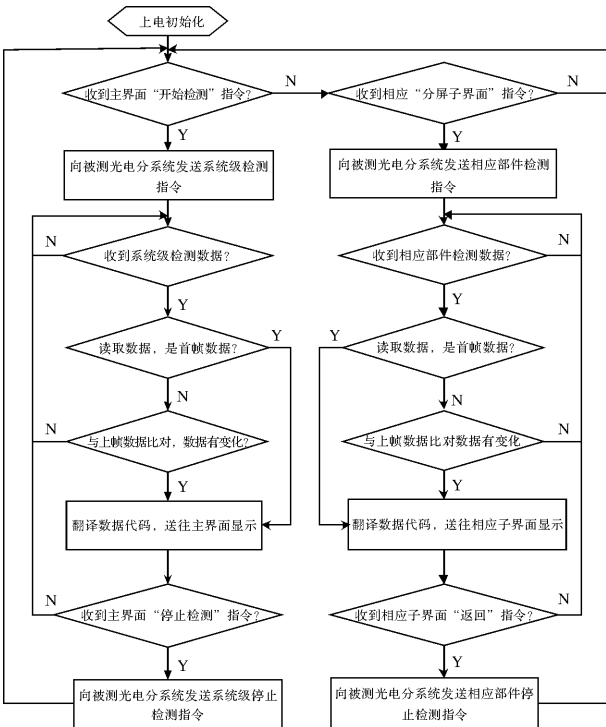 上电初始化
收到主界面“开始检测”指令?
N
收到相应“分屏子界面”指令?
N
Y
Y
向被测光电分系统发送系统级检测
指令
向被测光电分系统发送相应部件检测
指令
N
收到系统级检测数据?
收到相应部件检测数据?
N
Y
Y
读取数据，是首帧数据?
Y
Y
读取数据，是首帧数据?
N
N
N
与上帧数据比对，数据有变化?
与上帧数据比对数据有变化
N
Y
Y
翻译数据代码，送往主界面显示
翻译数据代码，送往相应子界面显示
N
收到主界面“停止检测”指令?
收到相应子界面“返回”指令?
N
Y
Y
向被测光电分系统发送系统级停止
检测指令
向被测光电分系统发送相应部件停
止检测指令